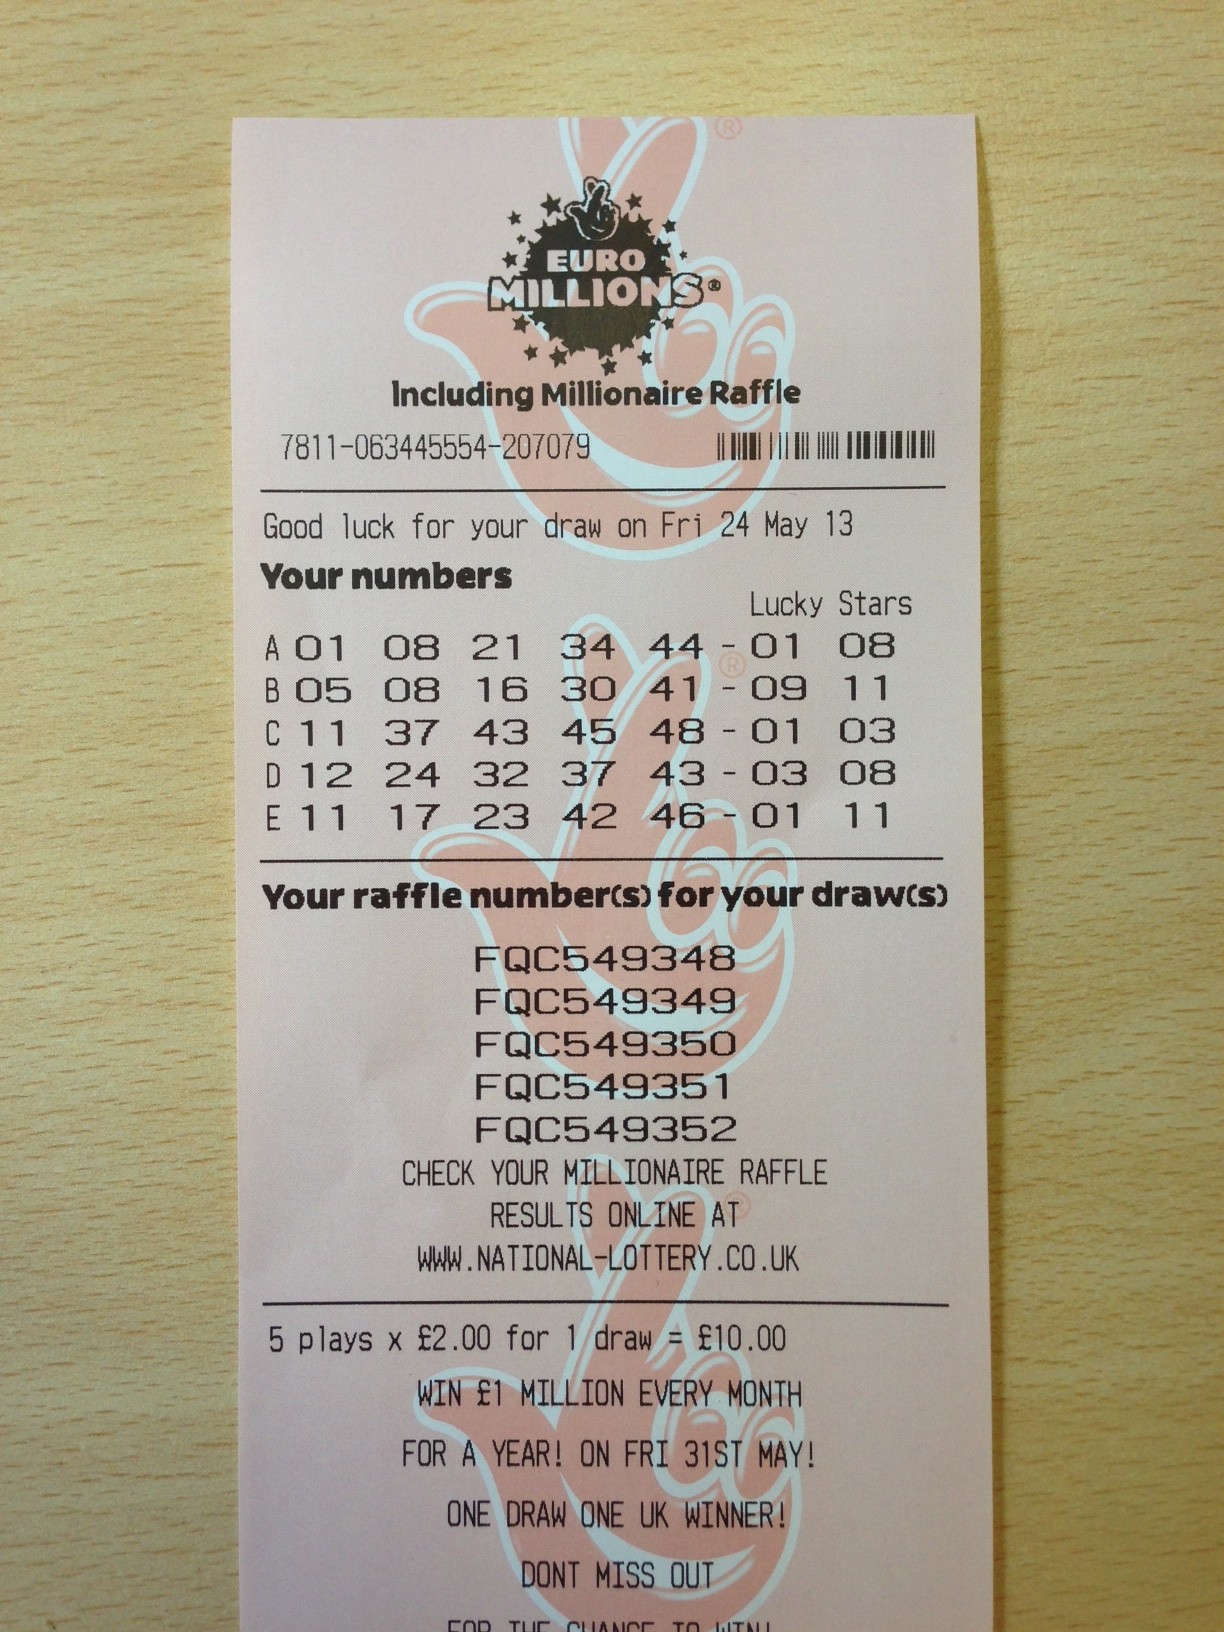 EURO
MILLIONS®
Including Millionaire Raffle
7811-063445554-207079
Good luck for your draw on Fri 24 May 13
Your numbers
Lucky Stars
A 01 08 21 34 44 - 01 08
B 05 08 16 30 41 - 09 11
C 11 37 43 45 48 - 01 03
D 12 24 32 37 43 - 03 08
E 11 17 23 42 46 - 01 11
Your raffle number(s) for your draw(s)
FQC549348
FQC549349
FQC549350
FQC549351
FQC549352
CHECK YOUR MILLIONAIRE RAFFLE
RESULTS ONLINE AT
WWW.NATIONAL-LOTTERY.CO.UK
5 plays x £2.00 for 1 draw = £10.00
WIN £1 MILLION EVERY MONTH
FOR A YEAR! ON FRI 31ST MAY!
ONE DRAW ONE UK WINNER!
DONT MISS OUT
FOR THE CHANCE TO WIN!